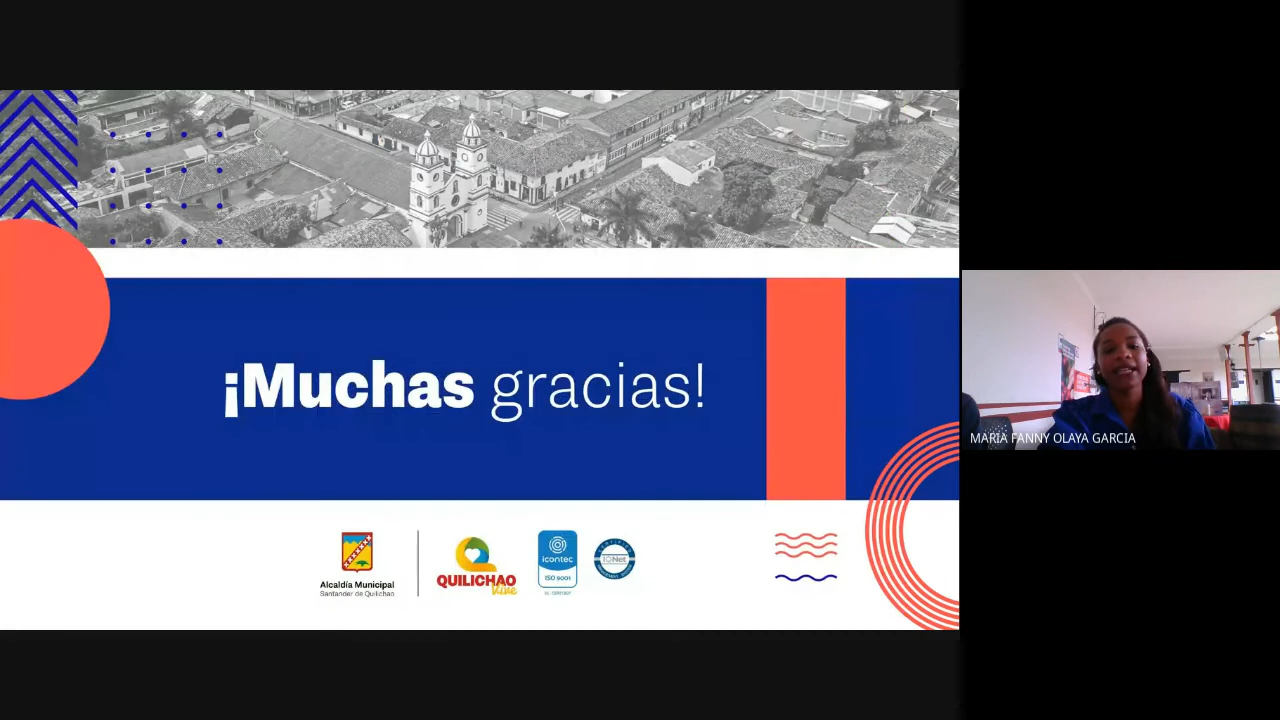 ¡Muchas gracias!
Alcaldía Municipal
Santander de Quilichao
QUILICHAO
Vive
icontec
ISO 9001
IQNet
MARIA FANNY OLAYA GARCIA